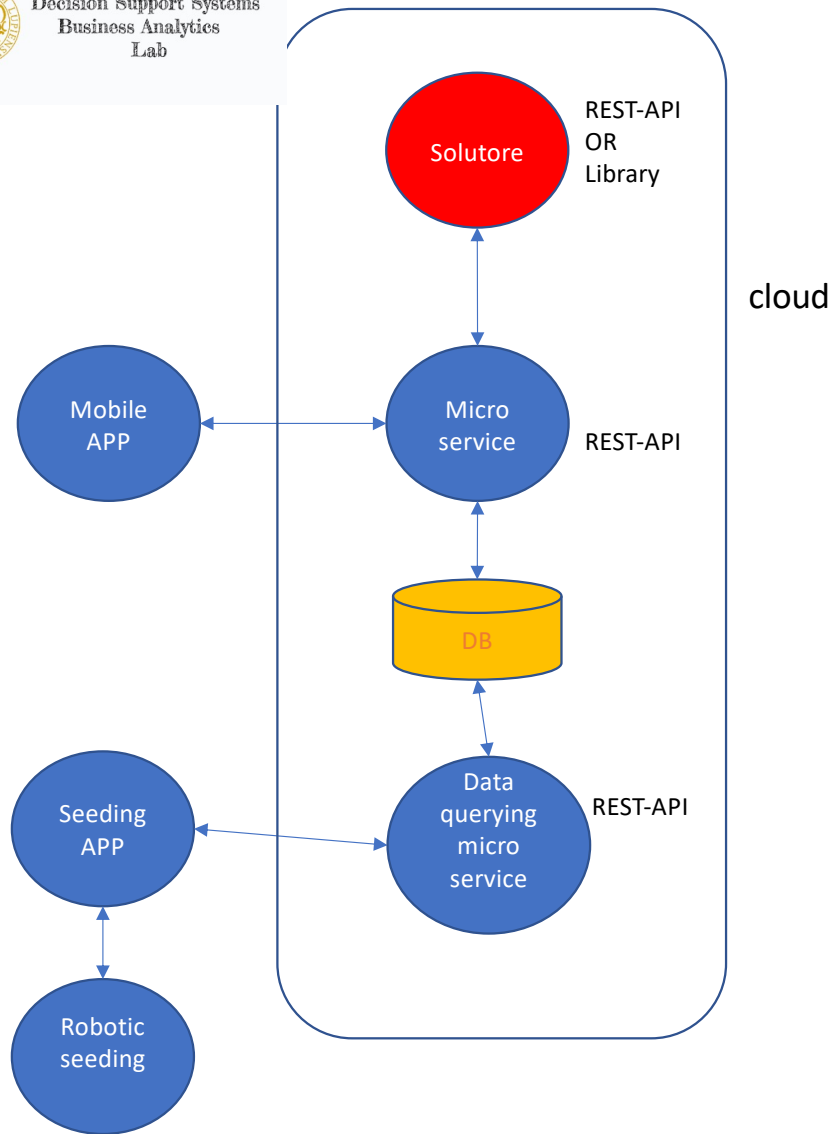 Decision Support Systems
Business Analytics
Lab
Solutore
REST-API
OR
Library
cloud
Mobile
APP
Micro
service
REST-API
DB
Data
querying
micro
service
REST-API
Seeding
APP
Robotic
seeding